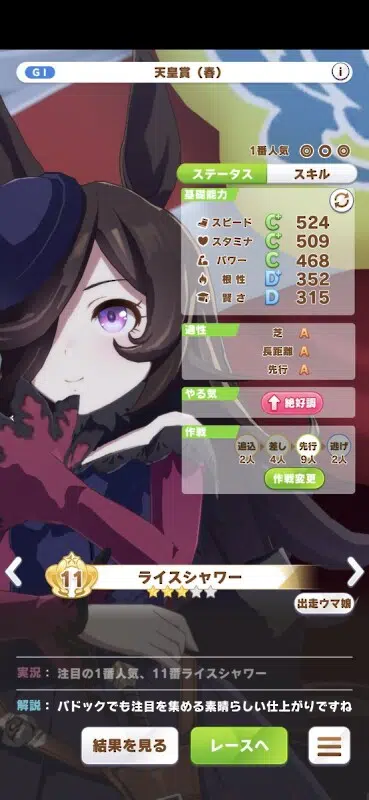 GI 天皇賞（春） i
1番人気 ◎ ◎ ◎
ステータス スキル
基礎能力
スピード C+ 524
スタミナ C+ 509
パワー C 468
根性 D+ 352
賢さ D 315
適性
芝 A
長距離 A
先行 A
やる気
絶好調
作戦
追込 差し 先行 逃げ
2人 4人 9人 2人
作戦変更
11 ライスシャワー
出走ウマ娘
実況： 注目の1番人気、11番ライスシャワー
解説： パドックでも注目を集める素晴らしい仕上がりですね
結果を見る レースへ